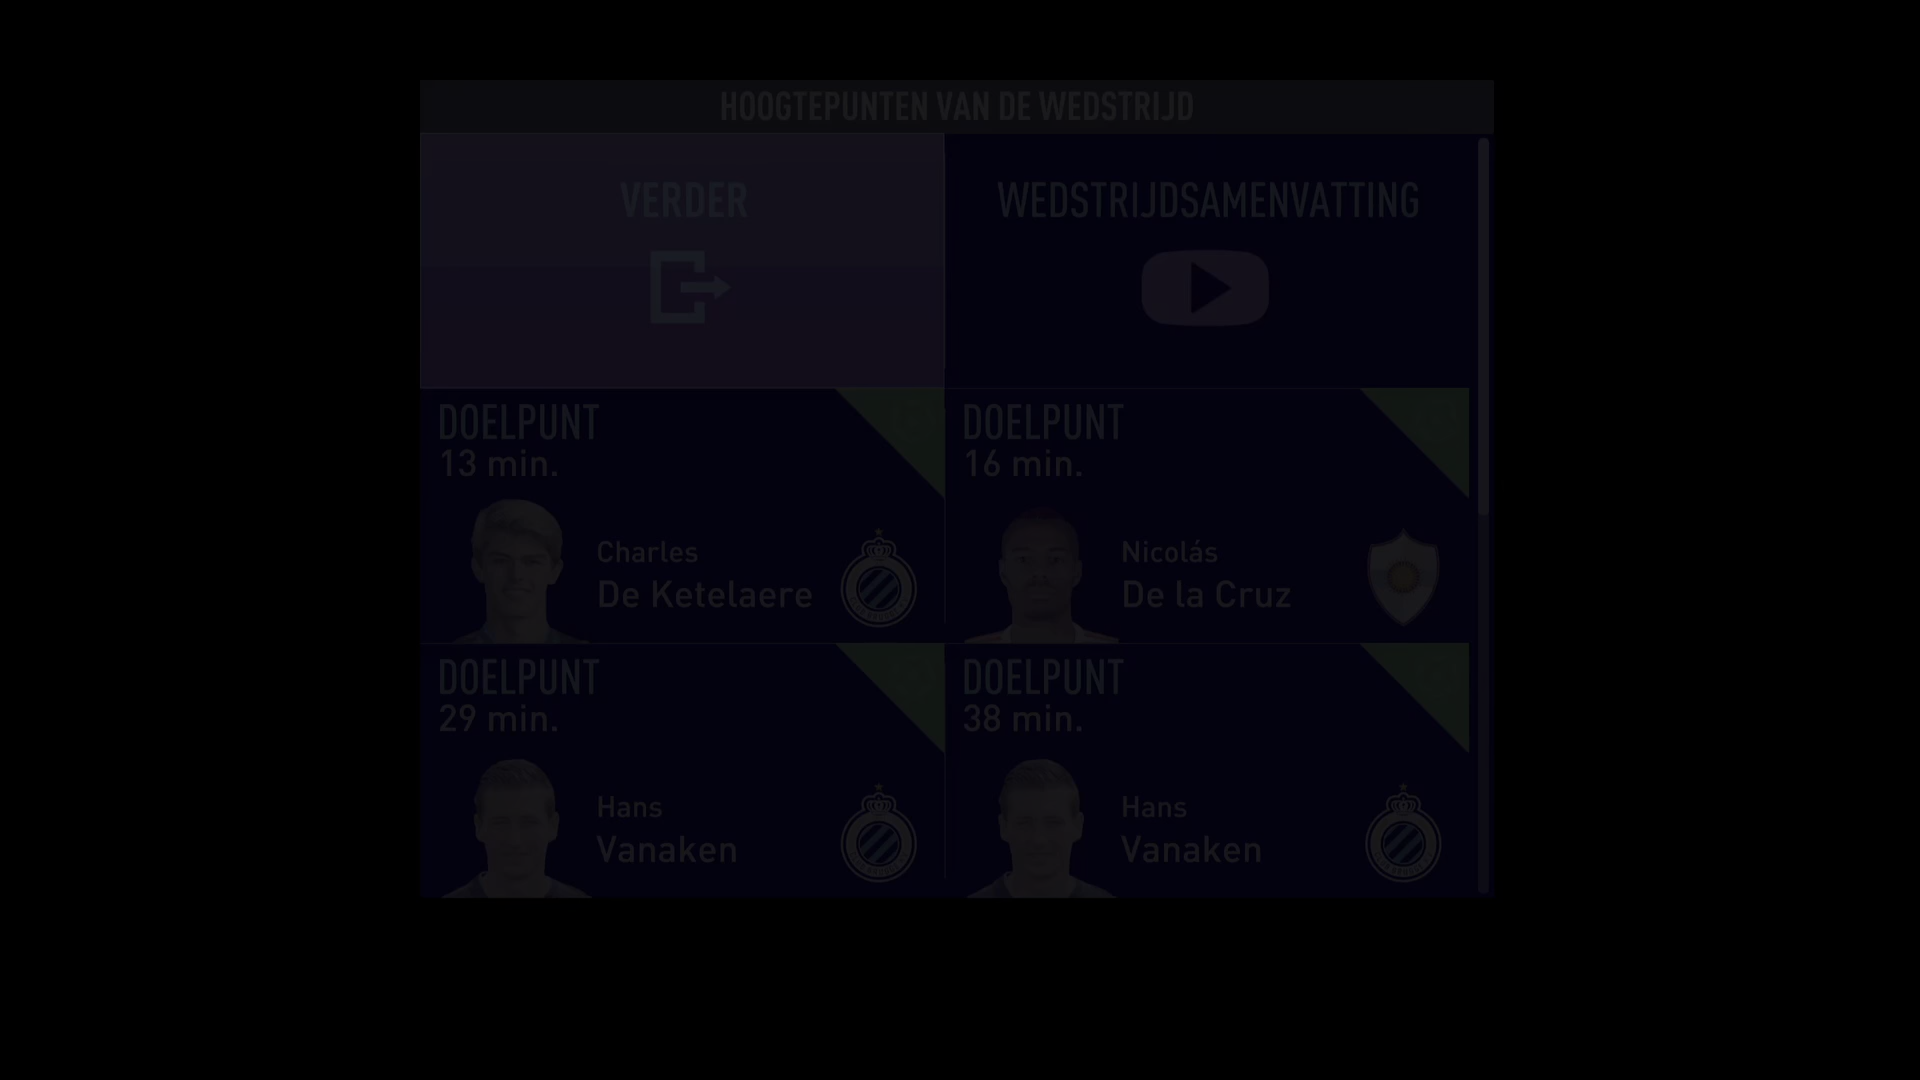 HOOGTEPUNTEN VAN DE WEDSTRIJD
VERDER
WEDSTRIJDSAMENVATTING
DOELPUNT
13 min.
Charles
De Ketelaere
DOELPUNT
16 min.
Nicolás
De la Cruz
DOELPUNT
29 min.
Hans
Vanaken
DOELPUNT
38 min.
Hans
Vanaken